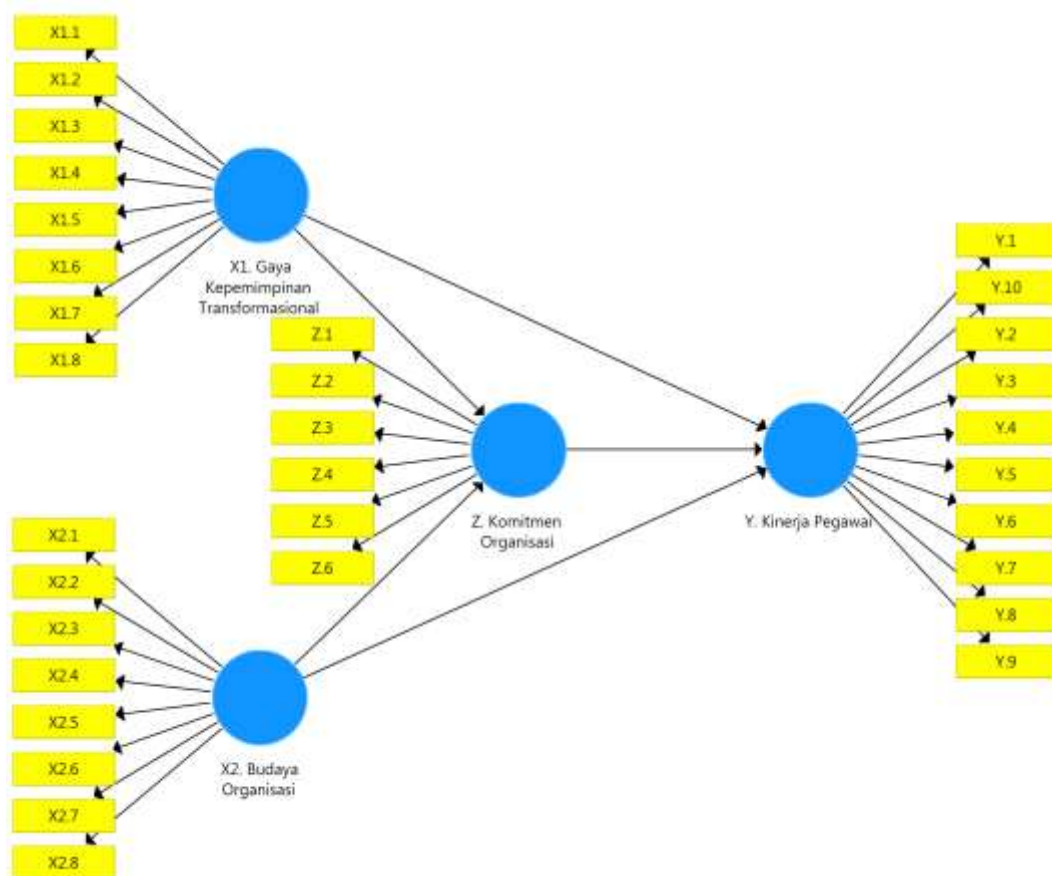 X1.1
X1.2
X1.3
X1.4
X1.5
X1.6
X1.7
X1.8
X1. Gaya
Kepemimpinan
Transformasional
Z.1
Z.2
Z.3
Z.4
Z.5
Z.6
Z. Komitmen
Organisasi
X2.1
X2.2
X2.3
X2.4
X2.5
X2.6
X2.7
X2.8
X2. Budaya
Organisasi
Y. Kinerja Pegawai
Y.1
Y.10
Y.2
Y.3
Y.4
Y.5
Y.6
Y.7
Y.8
Y.9